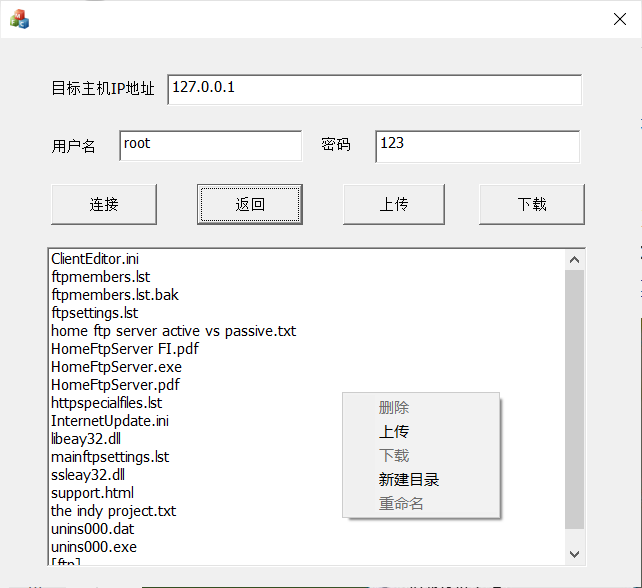 目标主机IP地址 127.0.0.1
用户名 root 密码 123
连接 返回 上传 下载
ClientEditor.ini
ftpmembers.lst
ftpmembers.lst.bak
ftpsettings.lst
home ftp server active vs passive.txt
HomeFtpServer FI.pdf
HomeFtpServer.exe
HomeFtpServer.pdf
httpspecialfiles.lst
InternetUpdate.ini
libeay32.dll
mainftpsettings.lst
ssleay32.dll
support.html
the indy project.txt
unins000.dat
unins000.exe
[ftp]
删除
上传
下载
新建目录
重命名